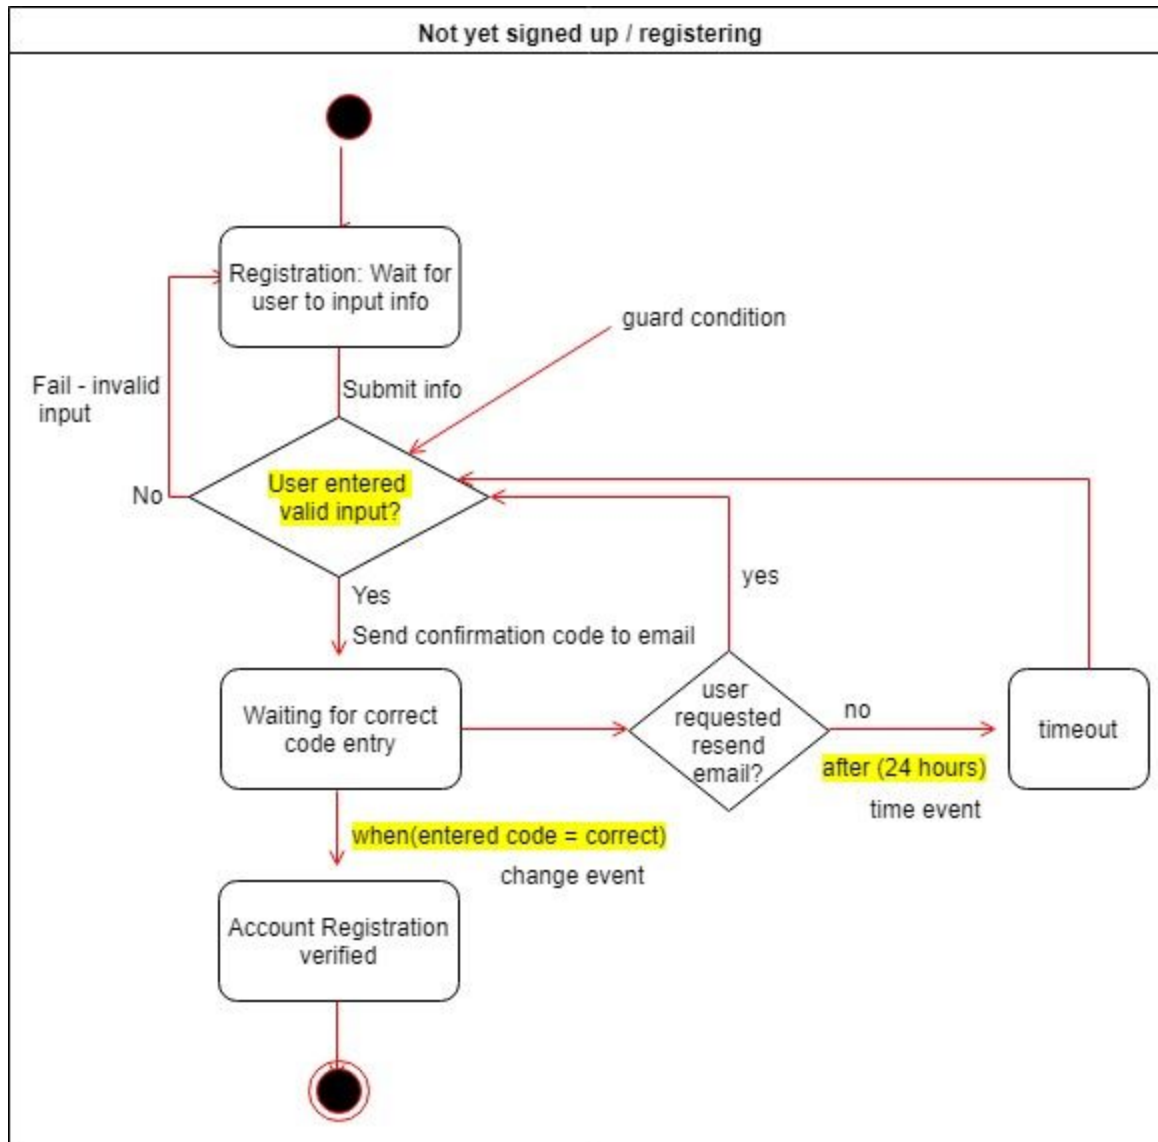 Not yet signed up / registering
Registration: Wait for
user to input info
guard condition
Fail - invalid
input
Submit info
User entered
valid input?
No
yes
Yes
Send confirmation code to email
Waiting for correct
code entry
user
requested
resend
email?
no
timeout
after (24 hours)
time event
when(entered code = correct)
change event
Account Registration
verified